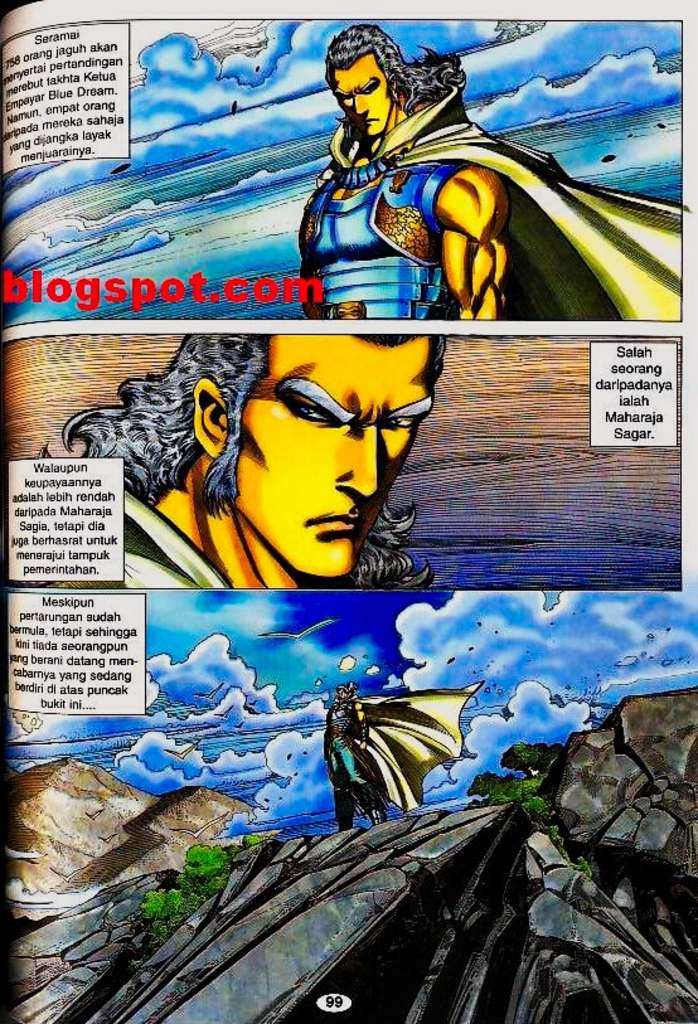 Seramai
758 orang jaguh akan
menyertai pertandingan
merebut takhta Ketua
Empayar Blue Dream.
Namun, empat orang
daripada mereka sahaja
yang dijangka layak
menjuarainya.
blogspot.com
Salah
seorang
daripadanya
ialah
Maharaja
Sagar.
Walaupun
keupayaannya
adalah lebih rendah
daripada Maharaja
Sagia, tetapi dia
juga berhasrat untuk
menerajui tampuk
pemerintahan.
Meskipun
pertarungan sudah
bermula, tetapi sehingga
kini tiada seorangpun
yang berani datang men-
cabarnya yang sedang
berdiri di atas puncak
bukit ini....
99